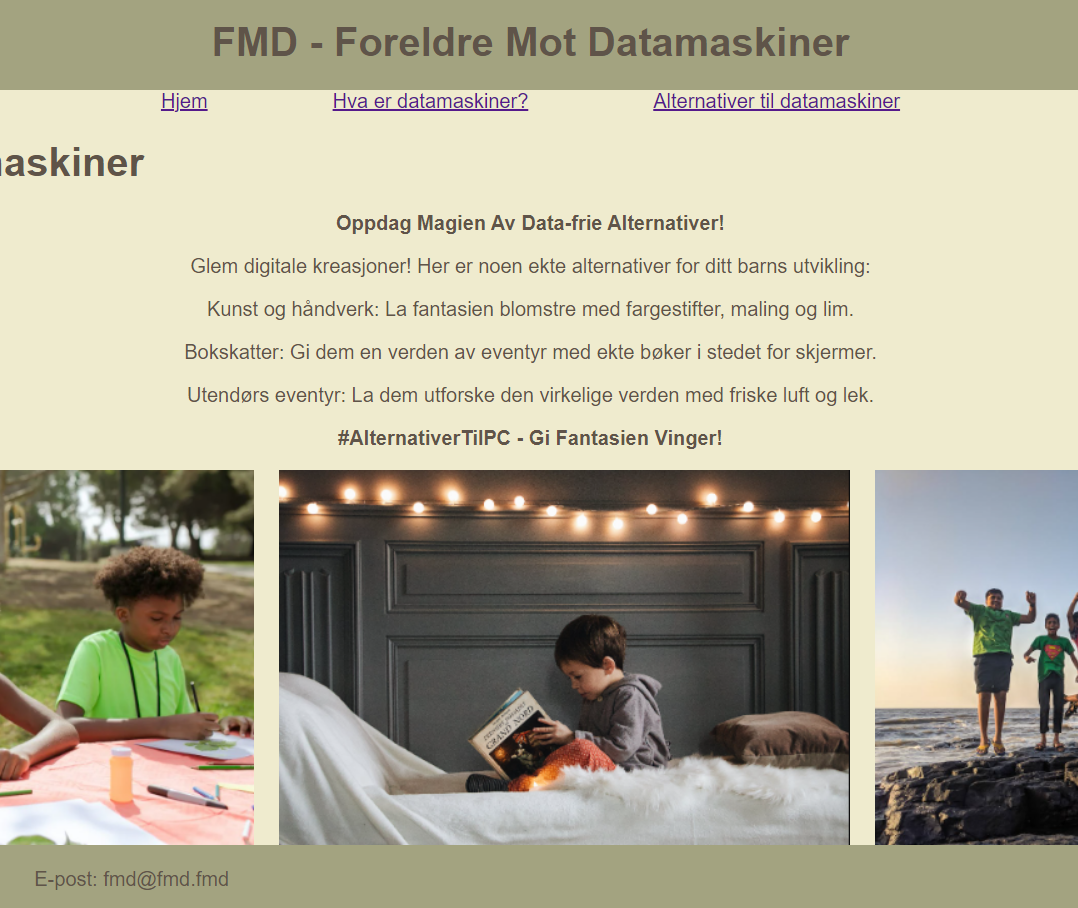 FMD - Foreldre Mot Datamaskiner
Hjem Hva er datamaskiner? Alternativer til datamaskiner
askiner
Oppdag Magien Av Data-frie Alternativer!
Glem digitale kreasjoner! Her er noen ekte alternativer for ditt barns utvikling:
Kunst og håndverk: La fantasien blomstre med fargestifter, maling og lim.
Bokskatter: Gi dem en verden av eventyr med ekte bøker i stedet for skjermer.
Utendørs eventyr: La dem utforske den virkelige verden med friske luft og lek.
#AlternativerTilPC - Gi Fantasien Vinger!
GRAND NORD
E-post: fmd@fmd.fmd